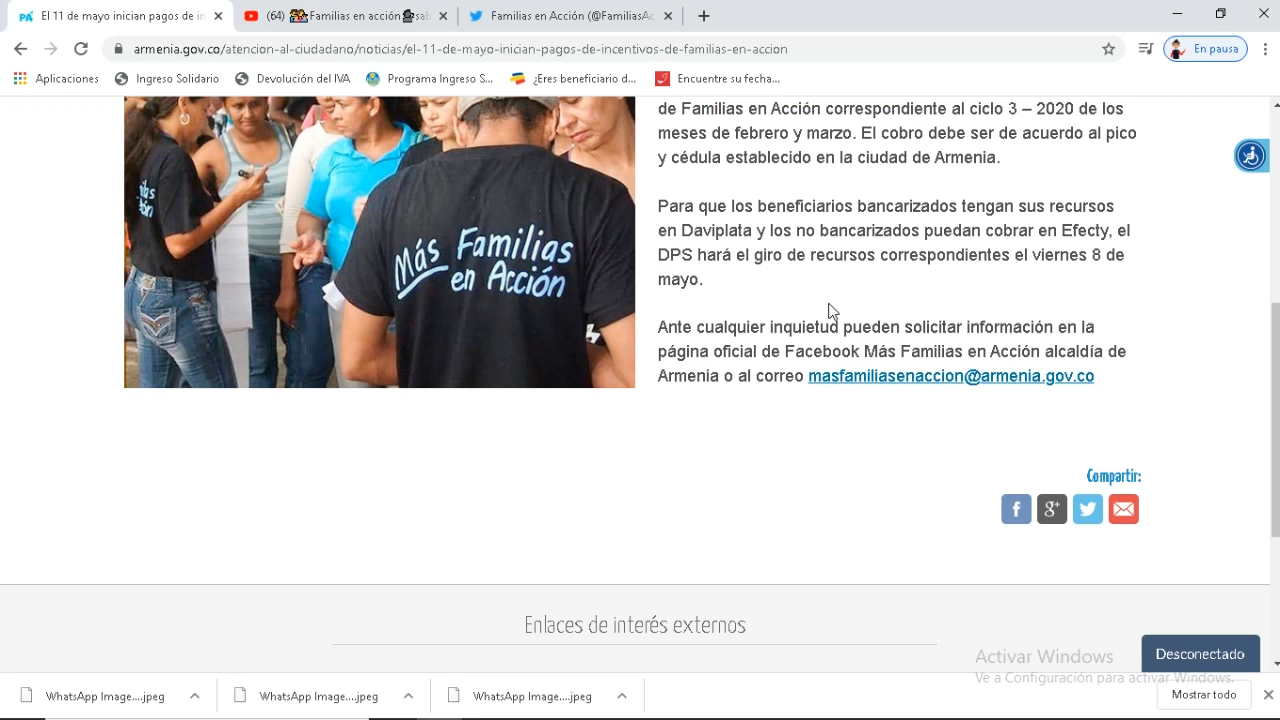 El 11 de mayo inician pagos de in
(64) Familias en acción sal
Familias en Acción (@FamiliasAc
armenia.gov.co/atencion-al-ciudadano/noticias/el-11-de-mayo-inician-pagos-de-incentivos-de-familias-en-accion
En pausa
Aplicaciones
Ingreso Solidario
Devolución del IVA
Programa Ingreso S...
¿Eres beneficiario d...
Encuentre su fecha...
Más Familias
en Acción
de Familias en Acción correspondiente al ciclo 3 – 2020 de los
meses de febrero y marzo. El cobro debe ser de acuerdo al pico
y cédula establecido en la ciudad de Armenia.
Para que los beneficiarios bancarizados tengan sus recursos
en Daviplata y los no bancarizados puedan cobrar en Efecty, el
DPS hará el giro de recursos correspondientes el viernes 8 de
mayo.
Ante cualquier inquietud pueden solicitar información en la
página oficial de Facebook Más Familias en Acción alcaldía de
Armenia o al correo masfamiliasenaccion@armenia.gov.co
Compartir:
Enlaces de interés externos
Activar Windows
Ve a Configuración para activar Windows.
Desconectado
WhatsApp Image....jpeg
WhatsApp Image....jpeg
WhatsApp Image....jpeg
Mostrar todo